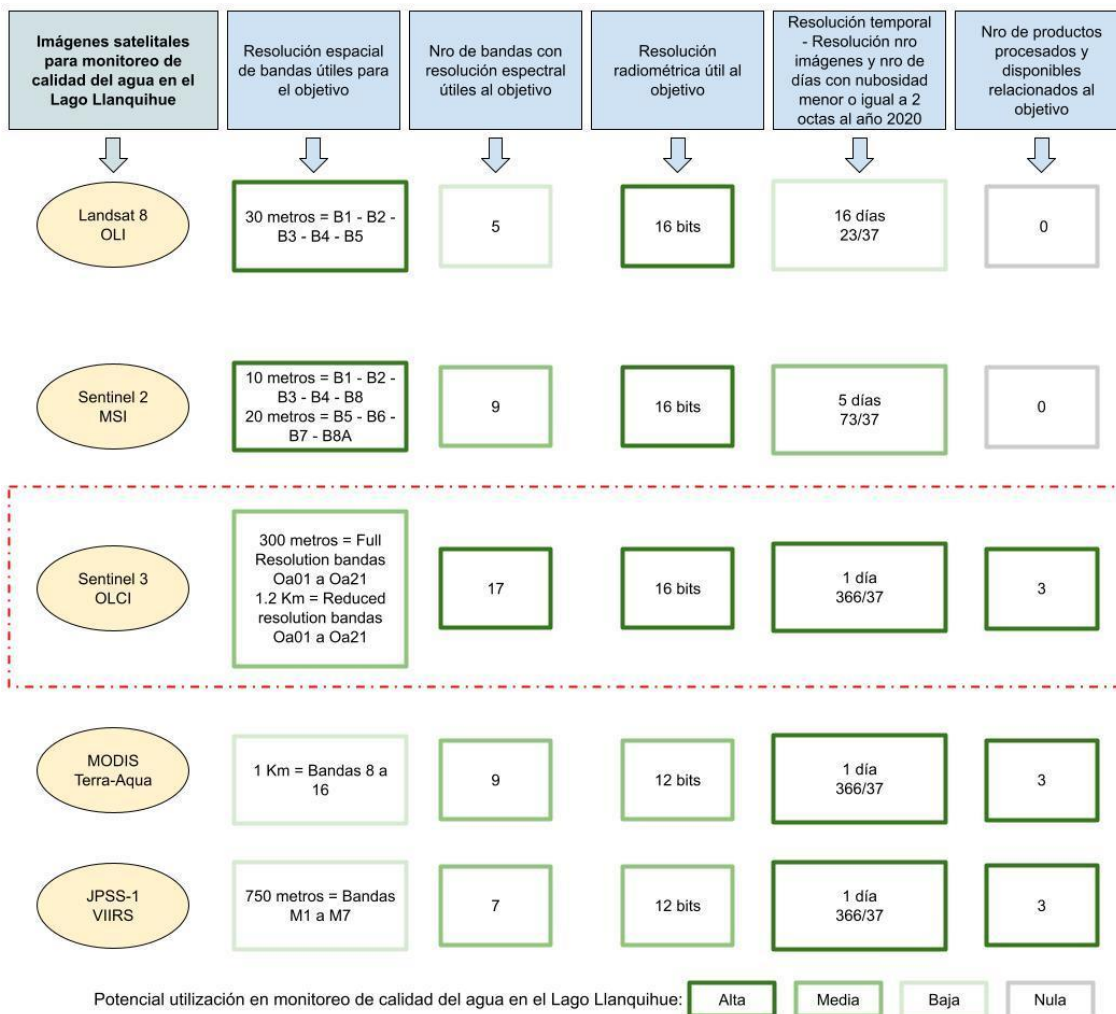 Imágenes satelitales
para monitoreo de
calidad del agua en el
Lago Llanquihue
Resolución espacial
de bandas útiles para
el objetivo
Nro de bandas con
resolución espectral
útiles al objetivo
Resolución
radiométrica útil al
objetivo
Resolución temporal
- Resolución nro
imágenes y nro de
días con nubosidad
menor o igual a 2
octas al año 2020
Nro de productos
procesados y
disponibles
relacionados al
objetivo
Landsat 8
OLI
30 metros = B1 - B2 -
B3 - B4 - B5
5
16 bits
16 días
23/37
0
Sentinel 2
MSI
10 metros = B1 - B2 -
B3 - B4 - B8
20 metros = B5 - B6 -
B7 - B8A
9
16 bits
5 días
73/37
0
Sentinel 3
OLCI
300 metros = Full
Resolution bandas
Oa01 a Oa21
1.2 Km = Reduced
resolution bandas
Oa01 a Oa21
17
16 bits
1 día
366/37
3
MODIS
Terra-Aqua
1 Km = Bandas 8 a
16
9
12 bits
1 día
366/37
3
JPSS-1
VIIRS
750 metros = Bandas
M1 a M7
7
12 bits
1 día
366/37
3
Potencial utilización en monitoreo de calidad del agua en el Lago Llanquihue: Alta Media Baja Nula